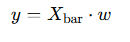 y = X_bar · w